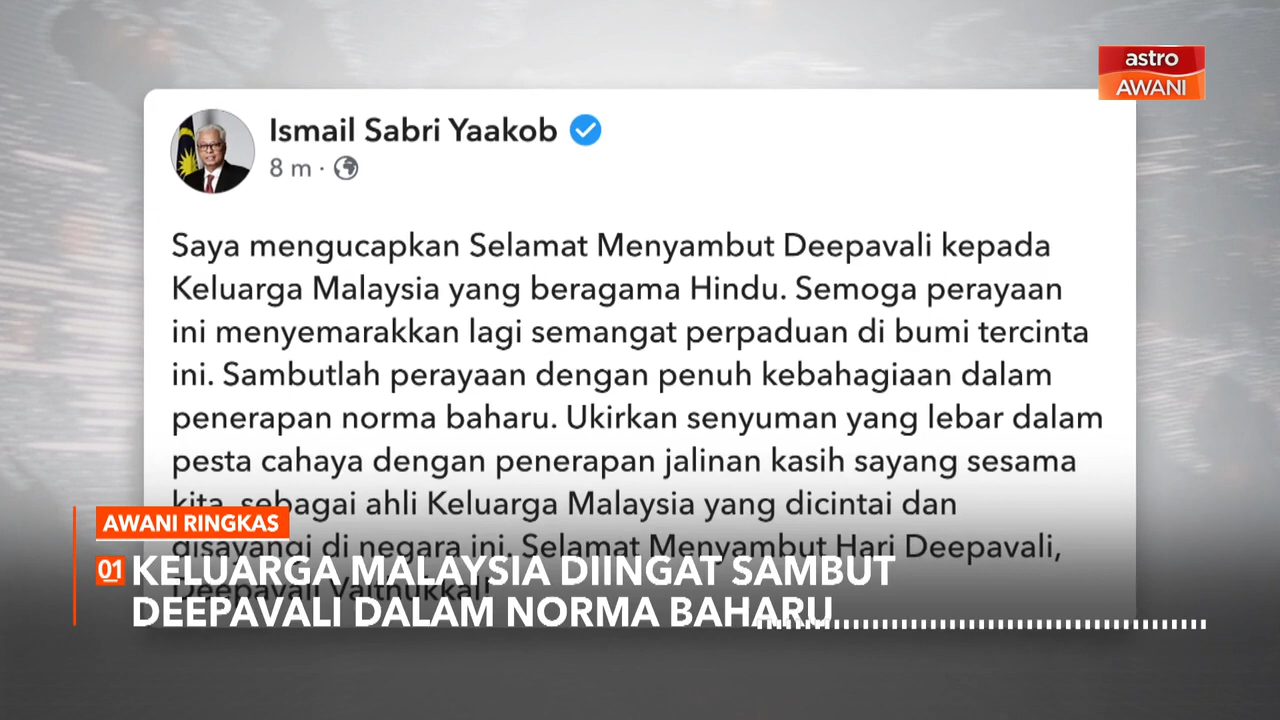 astro
AWANI
Ismail Sabri Yaakob
8 m ·
Saya mengucapkan Selamat Menyambut Deepavali kepada
Keluarga Malaysia yang beragama Hindu. Semoga perayaan
ini menyemarakkan lagi semangat perpaduan di bumi tercinta
ini. Sambutlah perayaan dengan penuh kebahagiaan dalam
penerapan norma baharu. Ukirkan senyuman yang lebar dalam
pesta cahaya dengan penerapan jalinan kasih sayang sesama
kita, sebagai ahli Keluarga Malaysia yang dicintai dan
disayangi di negara ini. Selamat Menyambut Hari Deepavali,
Deepavali
AWANI RINGKAS
01 KELUARGA MALAYSIA DIINGAT SAMBUT
DEEPAVALI DALAM NORMA BAHARU